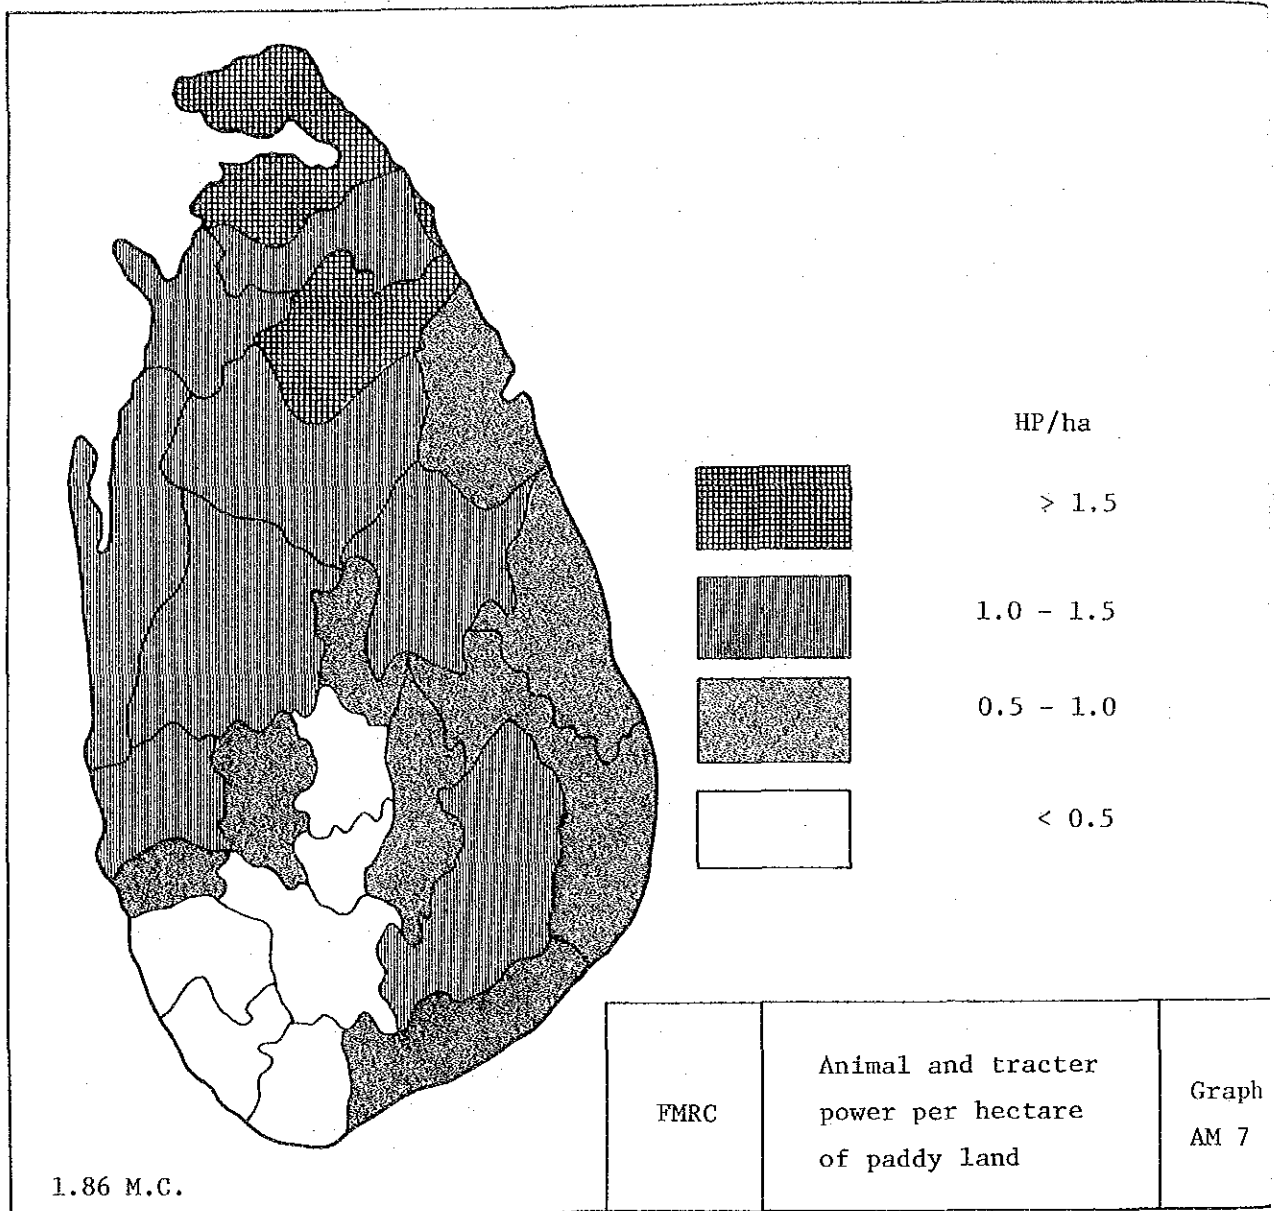 HP/ha
> 1.5
1.0 - 1.5
0.5 - 1.0
< 0.5
FMRC
Animal and tracter
power per hectare
of paddy land
Graph
AM 7
1.86 M.C.